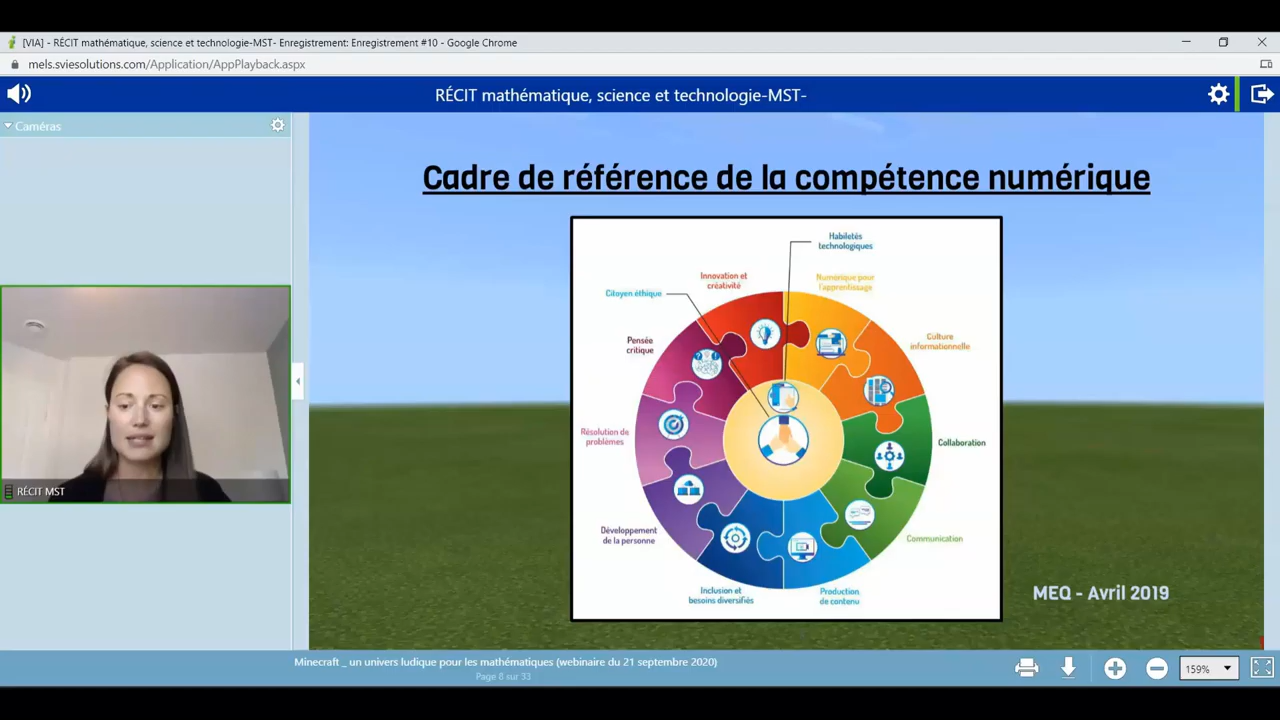 [VIA] - RÉCIT mathématique, science et technologie-MST- Enregistrement: Enregistrement #10 - Google Chrome
mels.sviesolutions.com/Application/AppPlayback.aspx
RÉCIT mathématique, science et technologie-MST-
Caméras
RÉCIT MST
Cadre de référence de la compétence numérique
Habiletés
technologiques
Innovation et
créativité
Numérique pour
l'apprentissage
Citoyen éthique
Pensée
critique
Culture
informationnelle
Résolution de
problèmes
Collaboration
Développement
de la personne
Communication
Inclusion et
besoins diversifiés
Production
de contenu
MEQ - Avril 2019
Minecraft _ un univers ludique pour les mathématiques (webinaire du 21 septembre 2020)
Page 8 sur 33
159%